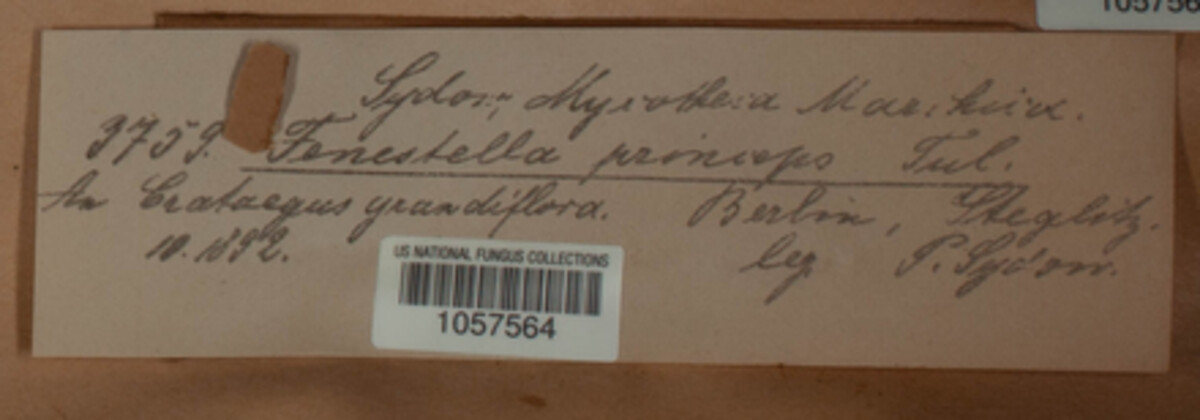 Sydow, Mycotheca Marchica.
3759. Fenestella princeps Tul.
An Crataegus grandiflora. Berlin, Steglitz.
10. 1892. leg. P. Sydow.
US NATIONAL FUNGUS COLLECTIONS
1057564